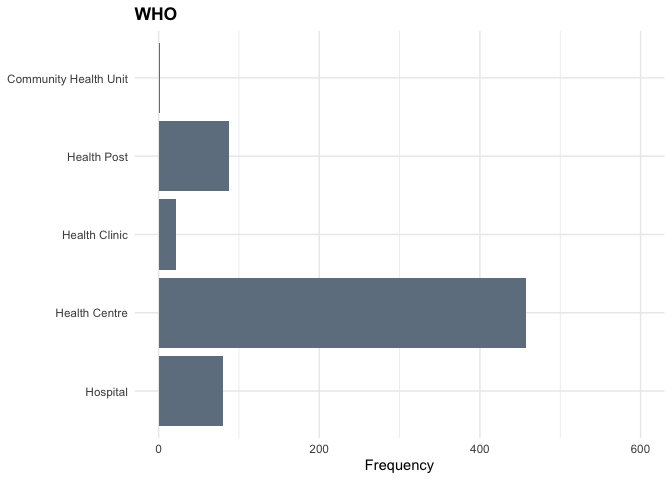 WHO
Community Health Unit
Health Post
Health Clinic
Health Centre
Hospital
0 200 400 600
Frequency